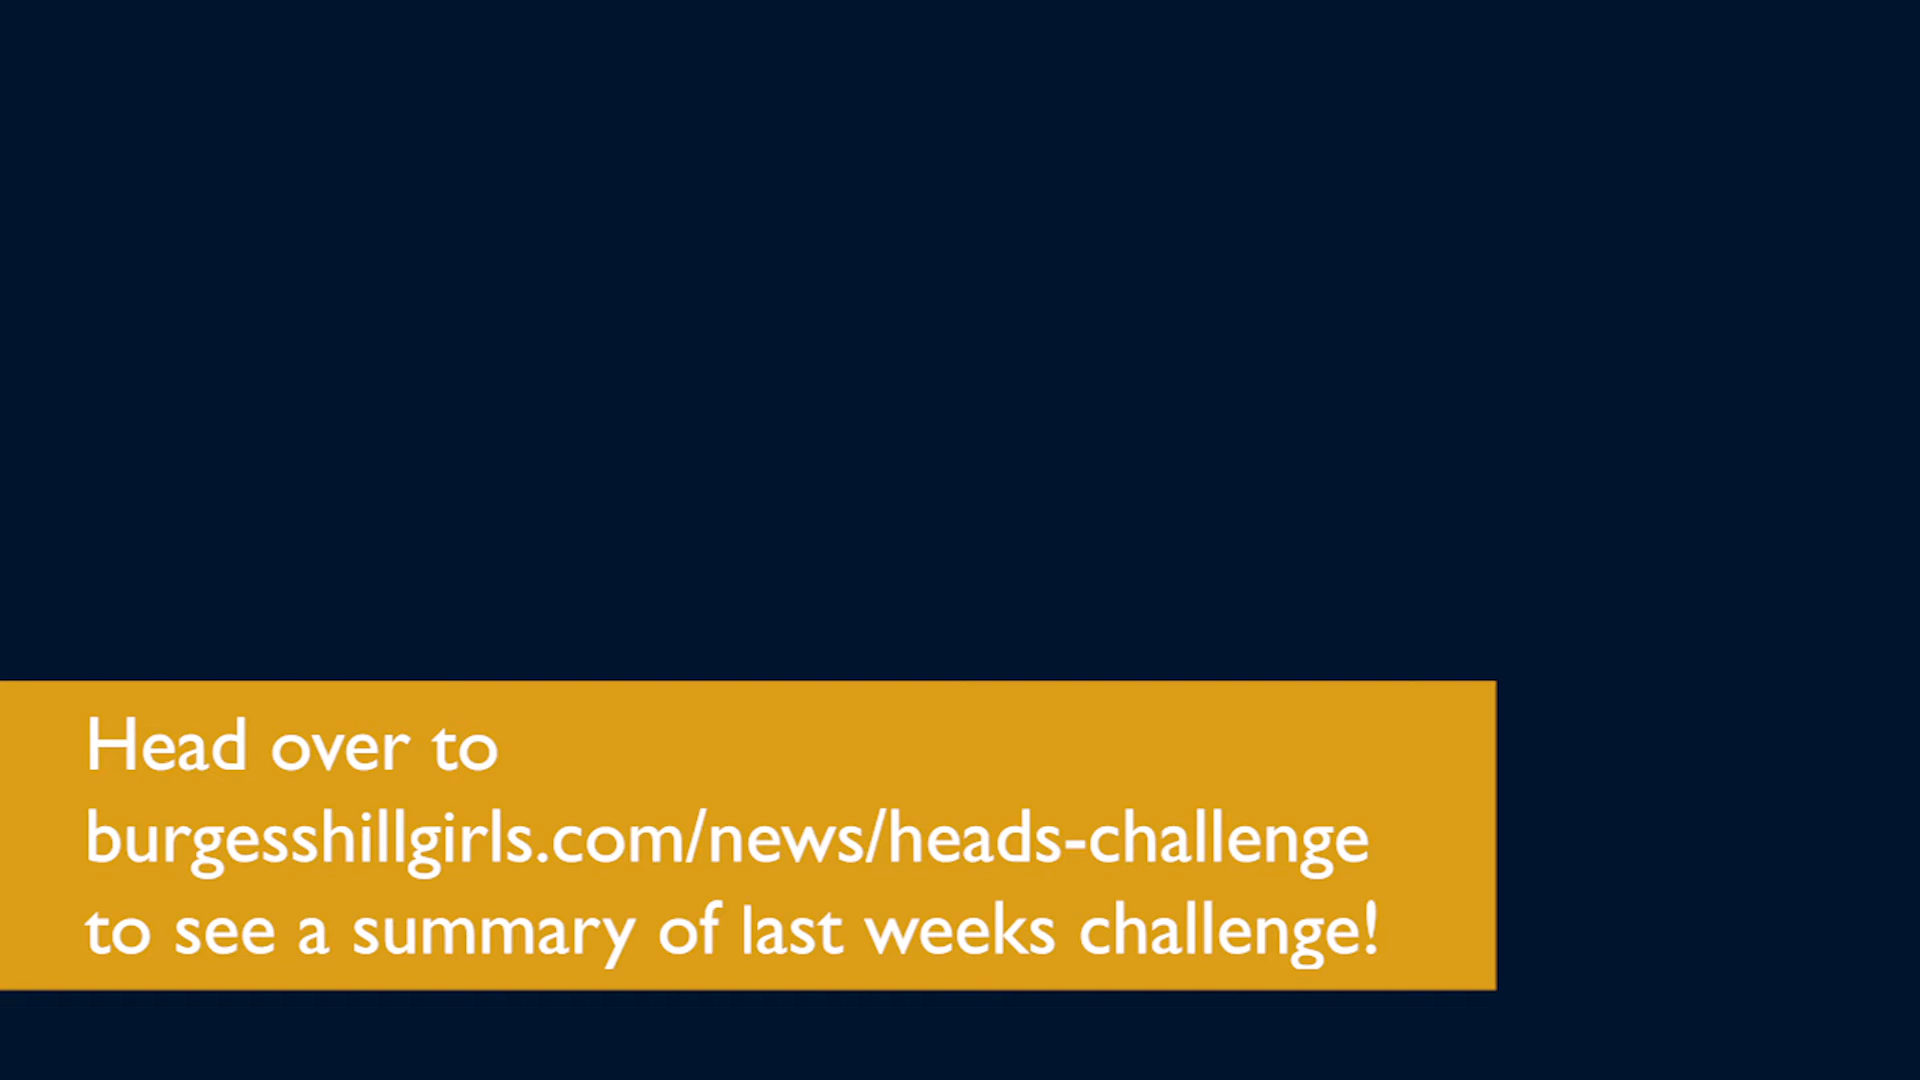 Head over to
burgesshillgirls.com/news/heads-challenge
to see a summary of last weeks challenge!